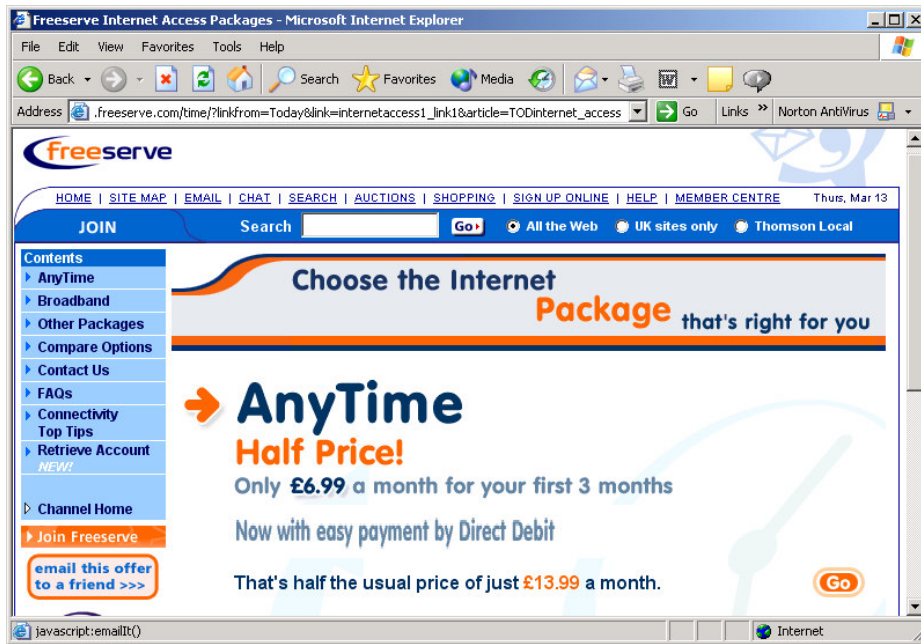 Freeserve Internet Access Packages - Microsoft Internet Explorer
File Edit View Favorites Tools Help
Back Search Favorites Media
Address .freeserve.com/time/?linkfrom=Today&link=internetaccess1_link1&article=TODinternet_access Go Links » Norton AntiVirus
freeserve
HOME | SITE MAP | EMAIL | CHAT | SEARCH | AUCTIONS | SHOPPING | SIGN UP ONLINE | HELP | MEMBER CENTRE Thurs, Mar 13
JOIN Search Go All the Web UK sites only Thomson Local
Contents
AnyTime
Broadband
Other Packages
Compare Options
Contact Us
FAQs
Connectivity
Top Tips
Retrieve Account
NEW!
Channel Home
Join Freeserve
email this offer
to a friend >>>
Choose the Internet
Package that's right for you
AnyTime
Half Price!
Only £6.99 a month for your first 3 months
Now with easy payment by Direct Debit
That's half the usual price of just £13.99 a month. Go
javascript:emailIt() Internet